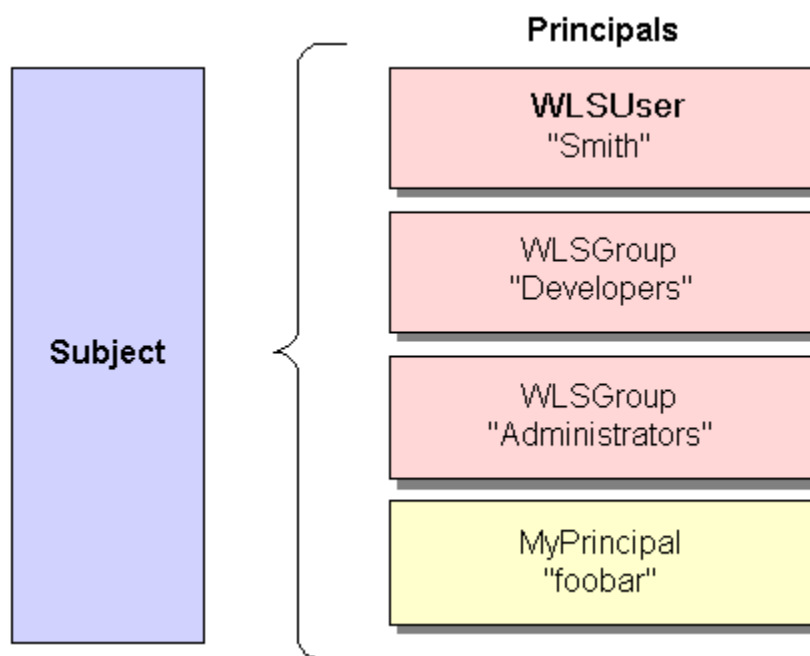 Principals
WLSUser
"Smith"
WLSGroup
"Developers"
Subject
WLSGroup
"Administrators"
MyPrincipal
"foobar"